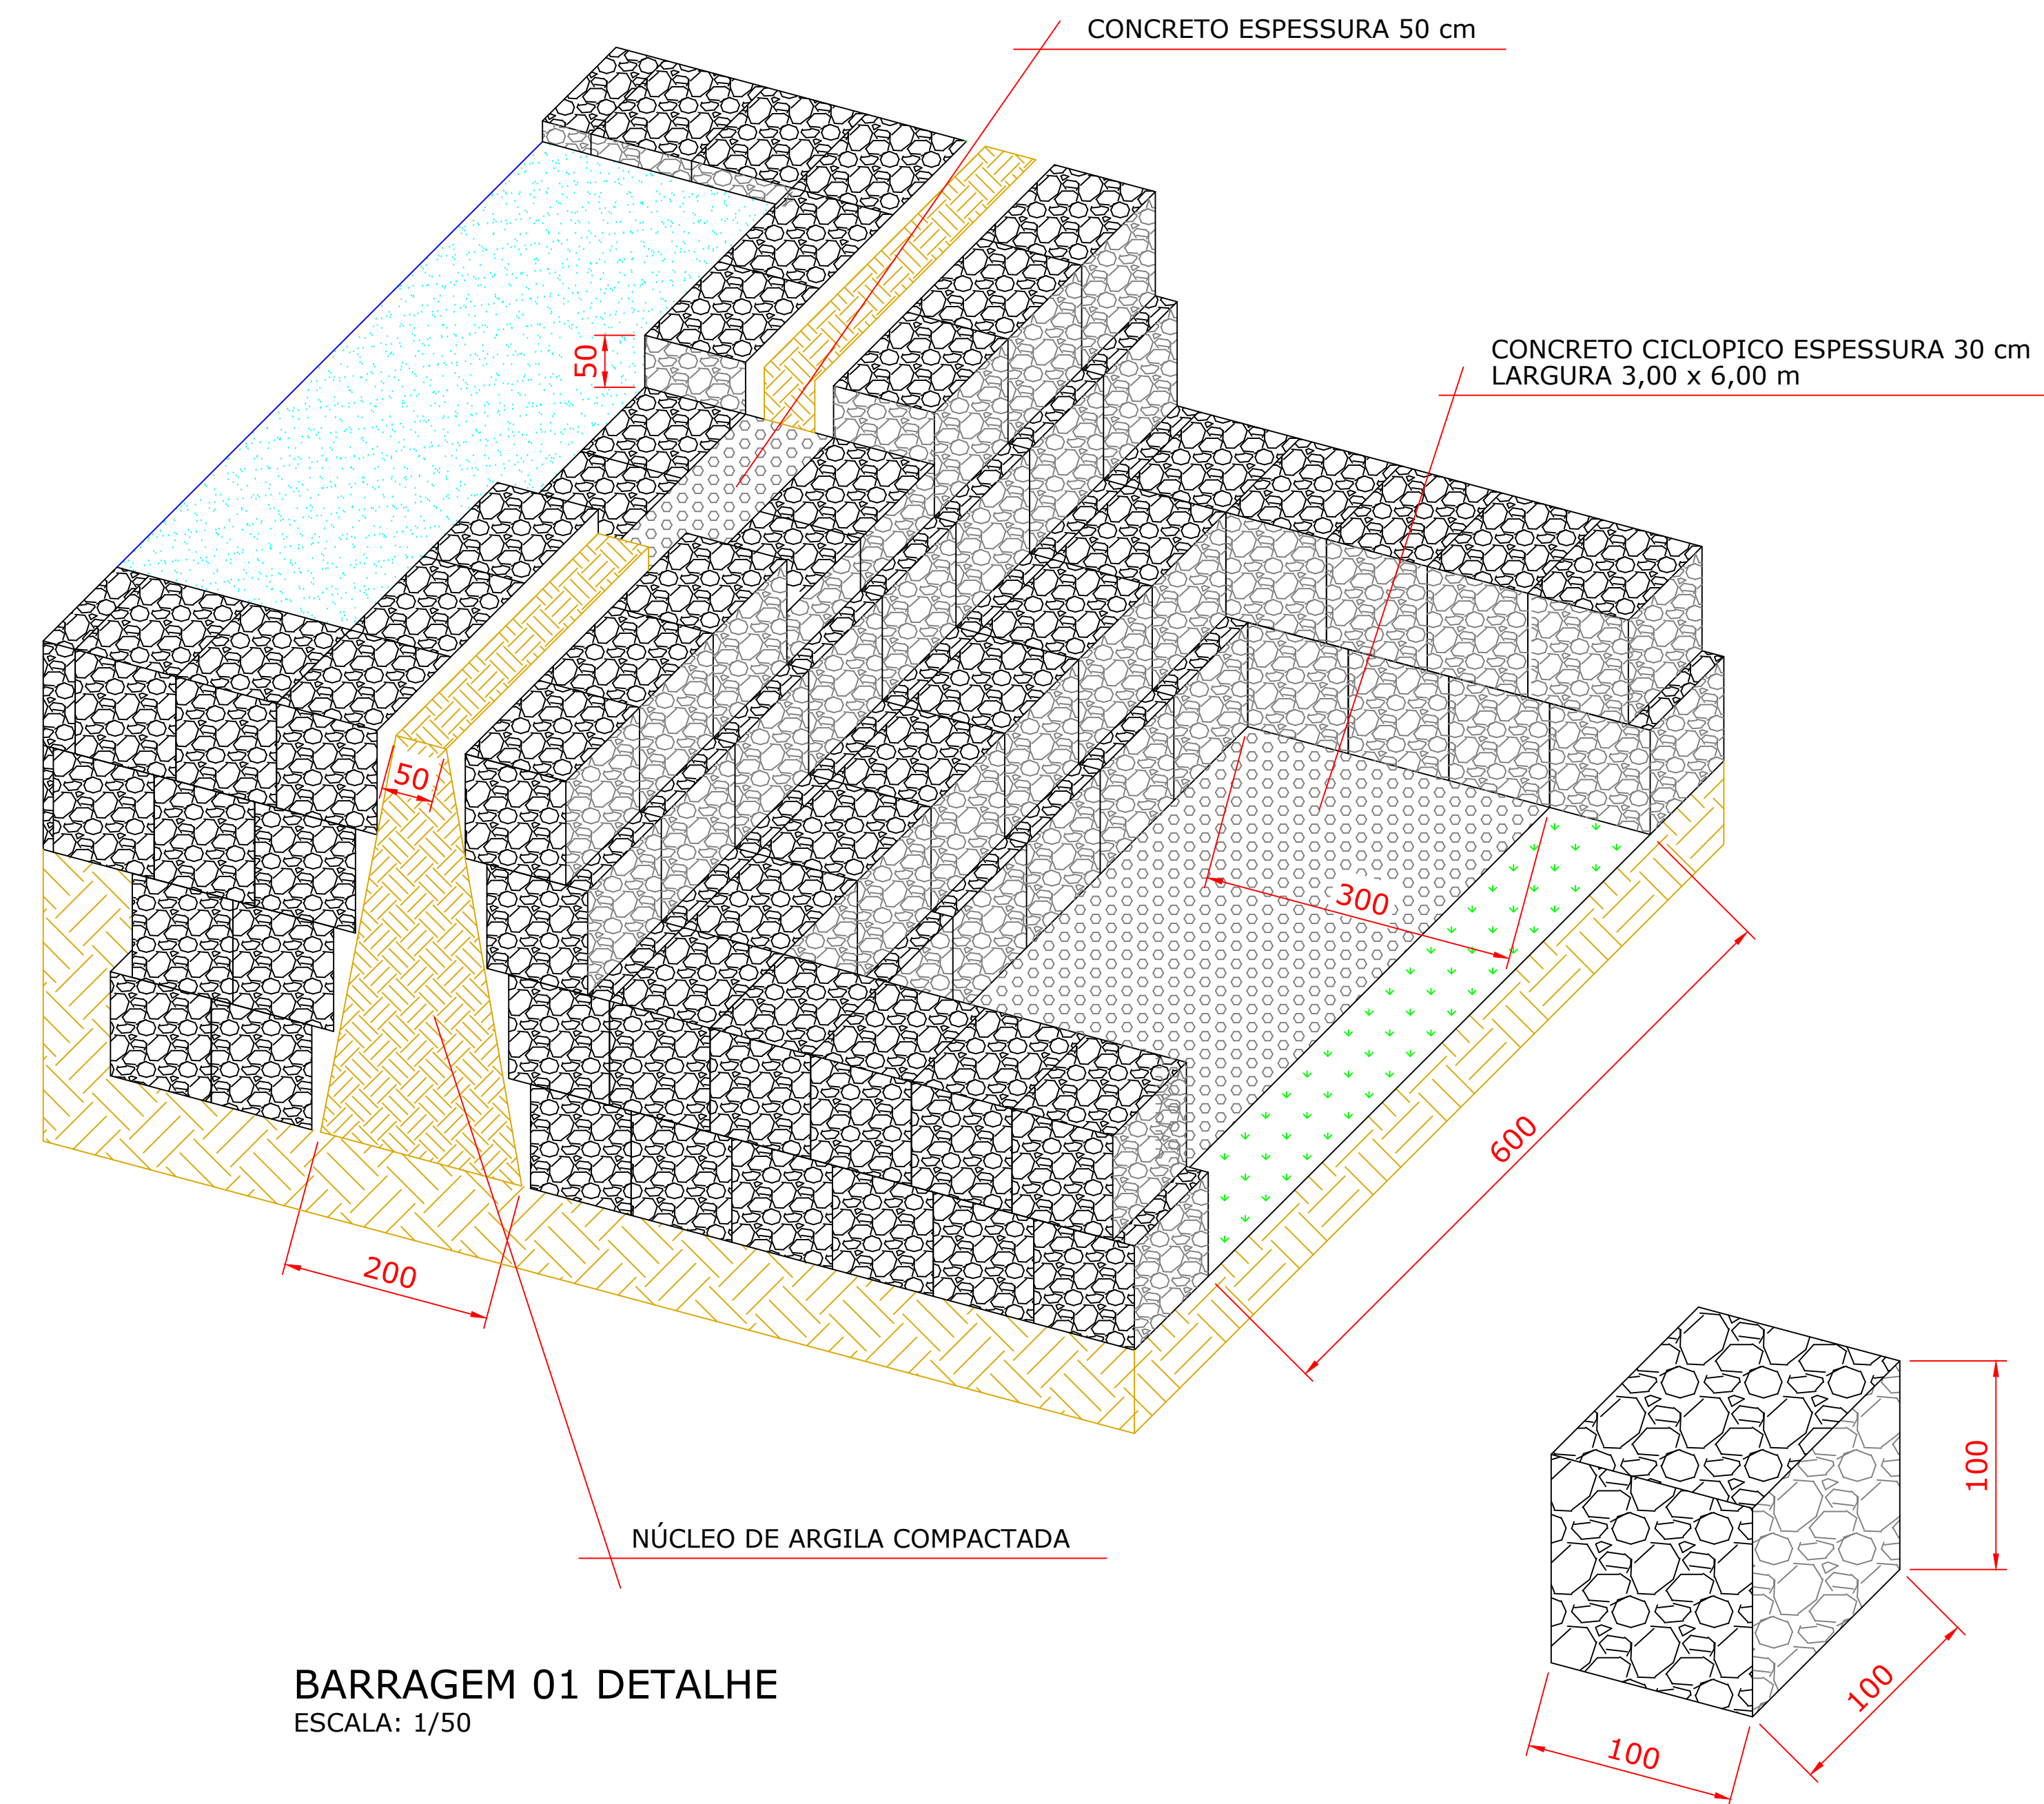 CONCRETO ESPESSURA 50 cm
CONCRETO CICLOPICO ESPESSURA 30 cm
LARGURA 3,00 x 6,00 m
50
50
300
600
200
NÚCLEO DE ARGILA COMPACTADA
100
100
100
BARRAGEM 01 DETALHE
ESCALA: 1/50